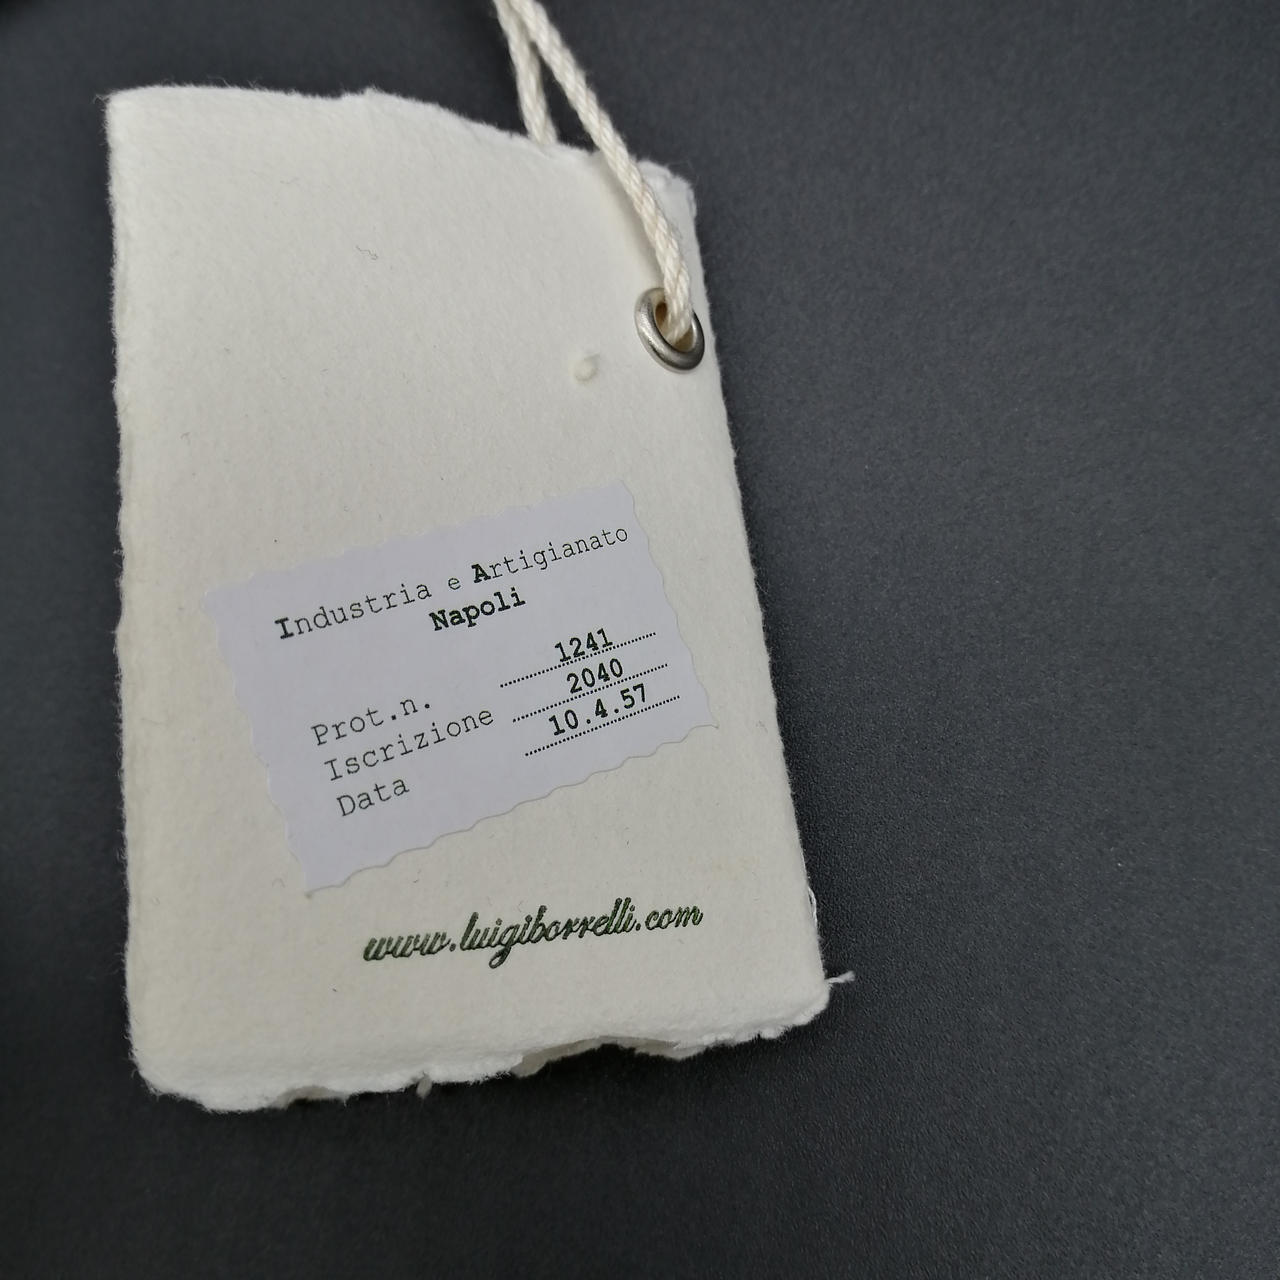 Industria e Artigianato
Napoli
Prot.n. 1241
Iscrizione 2040
Data 10.4.57
www.luigiborrelli.com